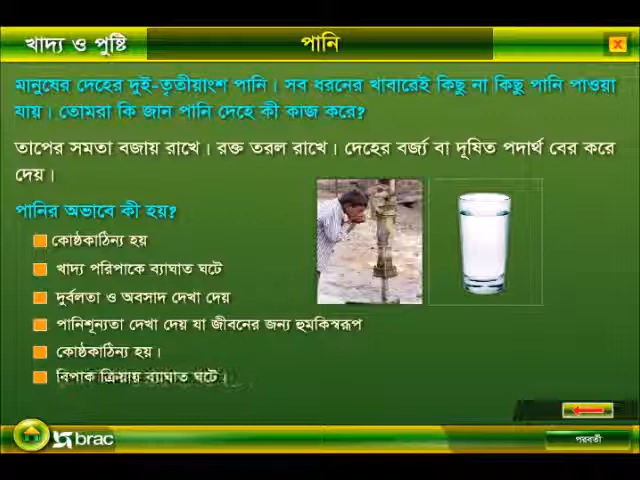 খাদ্য ও পুষ্টি
পানি
মানুষের দেহের দুই-তৃতীয়াংশ পানি। সব ধরনের খাবারেই কিছু না কিছু পানি পাওয়া
যায়। তোমরা কি জান পানি দেহে কী কাজ করে?
তাপের সমতা বজায় রাখে। রক্ত তরল রাখে। দেহের বর্জ্য বা দূষিত পদার্থ বের করে
দেয়।
পানির অভাবে কী হয়?
কোষ্ঠকাঠিন্য হয়
খাদ্য পরিপাকে ব্যাঘাত ঘটে
দুর্বলতা ও অবসাদ দেখা দেয়
পানিশূন্যতা দেখা দেয় যা জীবনের জন্য হুমকিস্বরূপ
কোষ্ঠকাঠিন্য হয়।
বিপাক ক্রিয়ায় ব্যাঘাত ঘটে।
brac
পরবর্তী